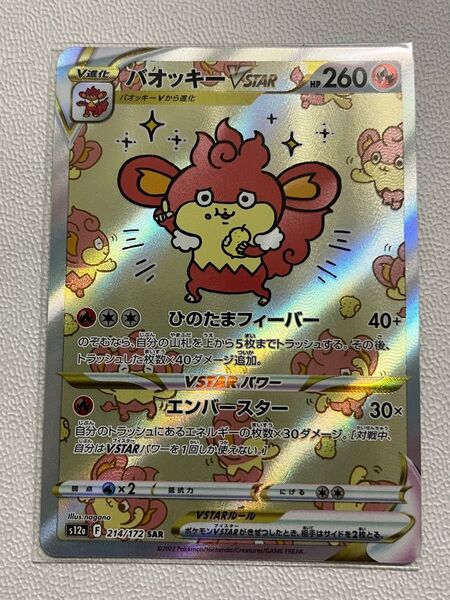 V進化
バオッキーVSTAR
HP 260
バオッキーVから進化
ひのたまフィーバー 40+
のぞむなら、自分の山札を上から5枚までトラッシュする。その後、
トラッシュした枚数×40ダメージ追加。
VSTARパワー
エンバースター 30×
自分のトラッシュにあるエネルギーの枚数×30ダメージ。[対戦中、
自分はVSTARパワーを1回しか使えない。]
弱点 ×2 抵抗力 にげる
Illus.nagano
s12a F 214/172 SAR
VSTARルール
ポケモンVSTARがきぜつしたとき、相手はサイドを2枚とる。
©2022 Pokémon/Nintendo/Creatures/GAME FREAK.